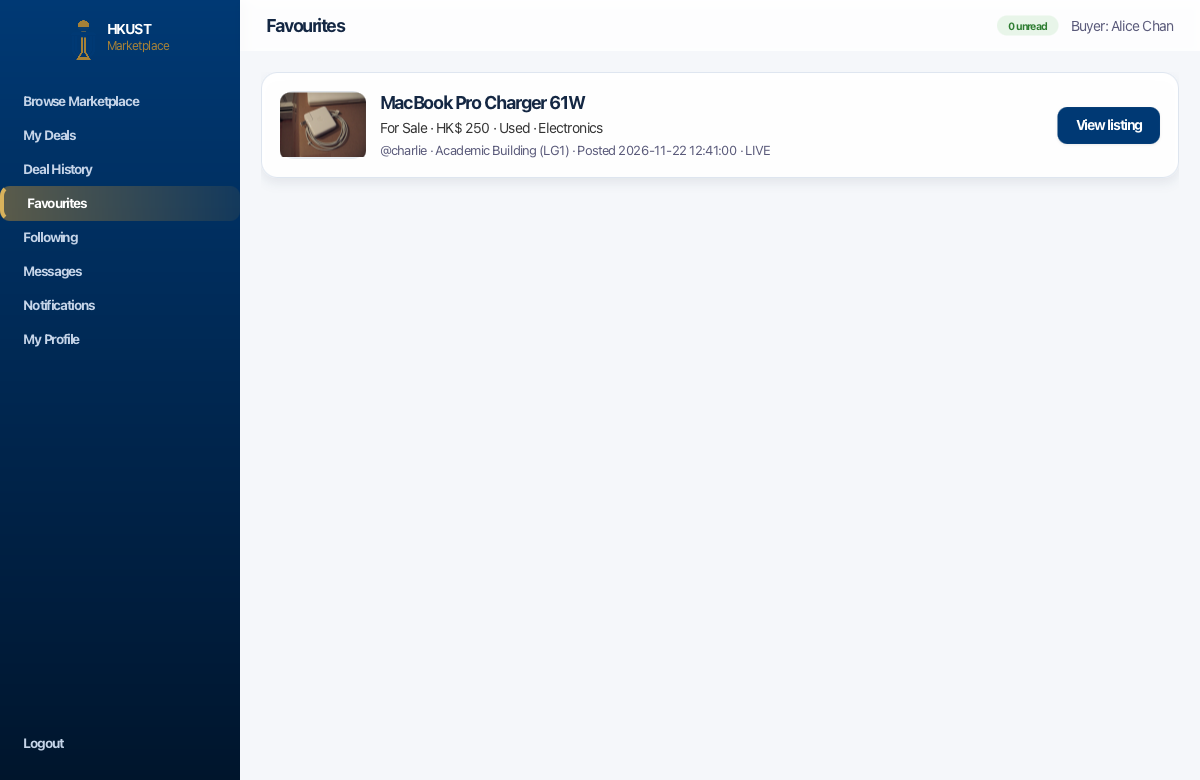 HKUST
Marketplace
Browse Marketplace
My Deals
Deal History
Favourites
Following
Messages
Notifications
My Profile
Logout
Favourites
0 unread
Buyer: Alice Chan
MacBook Pro Charger 61W
For Sale · HK$ 250 · Used · Electronics
@charlie · Academic Building (LG1) · Posted 2026-11-22 12:41:00 · LIVE
View listing